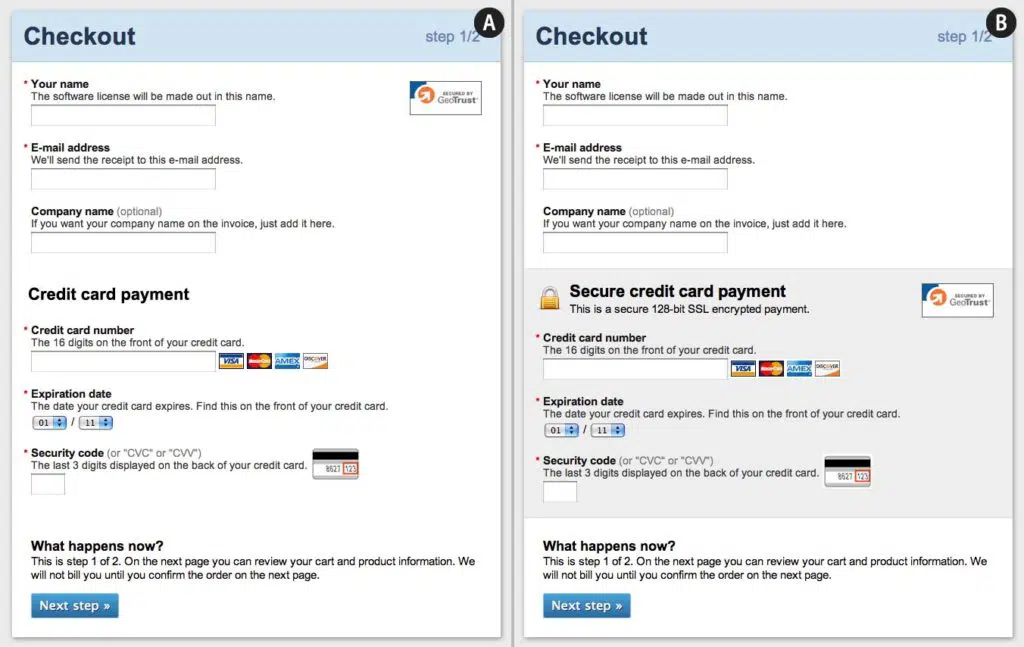 A
Checkout
step 1/2
* Your name
The software license will be made out in this name.
SECURED BY
GeoTrust
* E-mail address
We'll send the receipt to this e-mail address.
Company name (optional)
If you want your company name on the invoice, just add it here.
Credit card payment
* Credit card number
The 16 digits on the front of your credit card.
VISA MasterCard AMEX DISCOVER
* Expiration date
The date your credit card expires. Find this on the front of your credit card.
01 / 11
* Security code (or "CVC" or "CVV")
The last 3 digits displayed on the back of your credit card.
8627 123
What happens now?
This is step 1 of 2. On the next page you can review your cart and product information. We
will not bill you until you confirm the order on the next page.
Next step »
B
Checkout
step 1/2
* Your name
The software license will be made out in this name.
* E-mail address
We'll send the receipt to this e-mail address.
Company name (optional)
If you want your company name on the invoice, just add it here.
Secure credit card payment
This is a secure 128-bit SSL encrypted payment.
SECURED BY
GeoTrust
* Credit card number
The 16 digits on the front of your credit card.
VISA MasterCard AMEX DISCOVER
* Expiration date
The date your credit card expires. Find this on the front of your credit card.
01 / 11
* Security code (or "CVC" or "CVV")
The last 3 digits displayed on the back of your credit card.
8627 123
What happens now?
This is step 1 of 2. On the next page you can review your cart and product information. We
will not bill you until you confirm the order on the next page.
Next step »